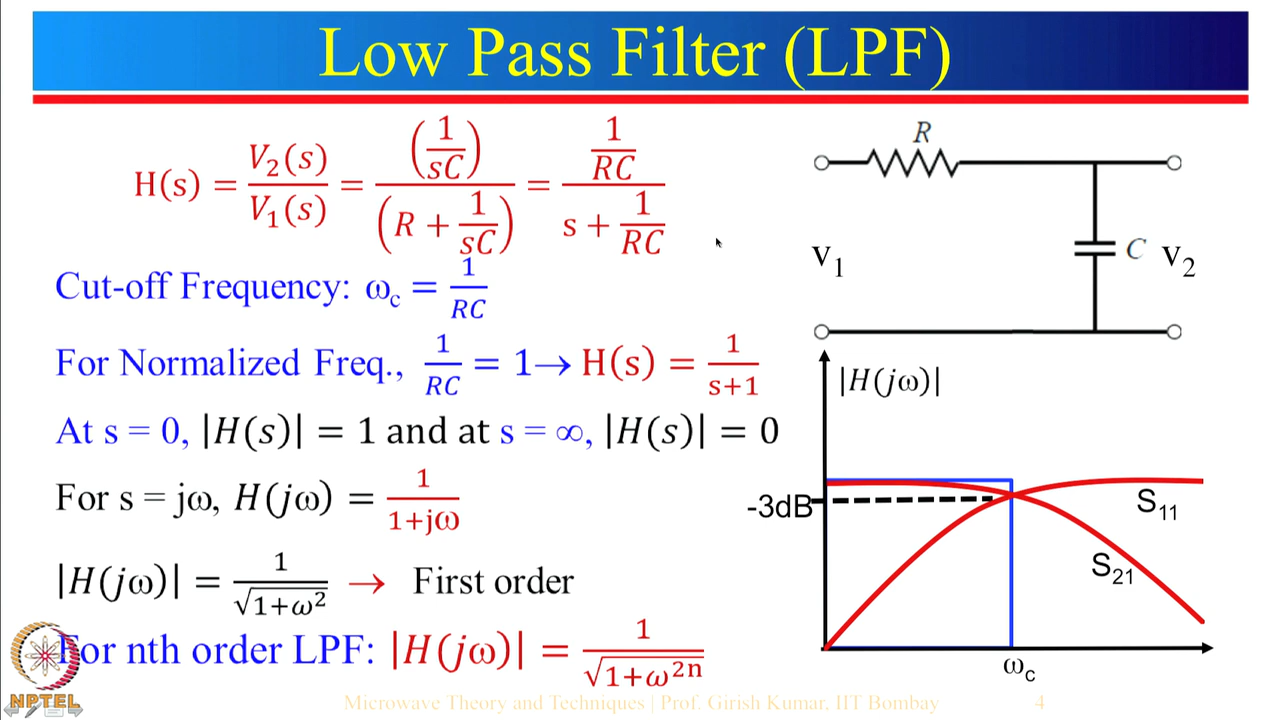 Low Pass Filter (LPF)
H(s) = V₂(s)/V₁(s) = (1/sC)/(R + 1/sC) = (1/RC)/(s + 1/RC)
Cut-off Frequency: ω_c = 1/RC
For Normalized Freq., 1/RC = 1 → H(s) = 1/(s+1)
At s = 0, |H(s)| = 1 and at s = ∞, |H(s)| = 0
For s = jω, H(jω) = 1/(1+jω)
|H(jω)| = 1/√(1+ω²) → First order
For nth order LPF: |H(jω)| = 1/√(1+ω²ⁿ)
R
V₁
C
V₂
|H(jω)|
-3dB
S₁₁
S₂₁
ω_c
NPTEL
Microwave Theory and Techniques | Prof. Girish Kumar, IIT Bombay
4